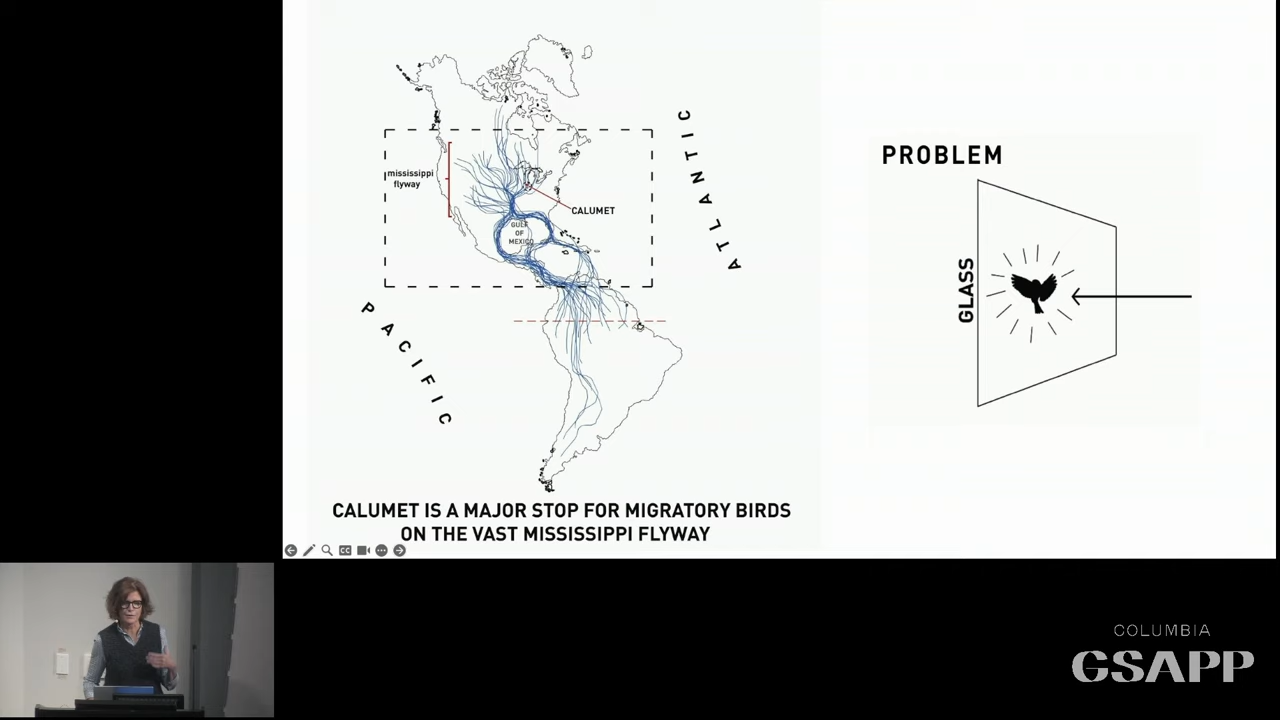 mississippi
flyway
CALUMET
GULF
OF
MEXICO
ATLANTIC
PACIFIC
CALUMET IS A MAJOR STOP FOR MIGRATORY BIRDS
ON THE VAST MISSISSIPPI FLYWAY
PROBLEM
GLASS
CC
COLUMBIA
GSAPP